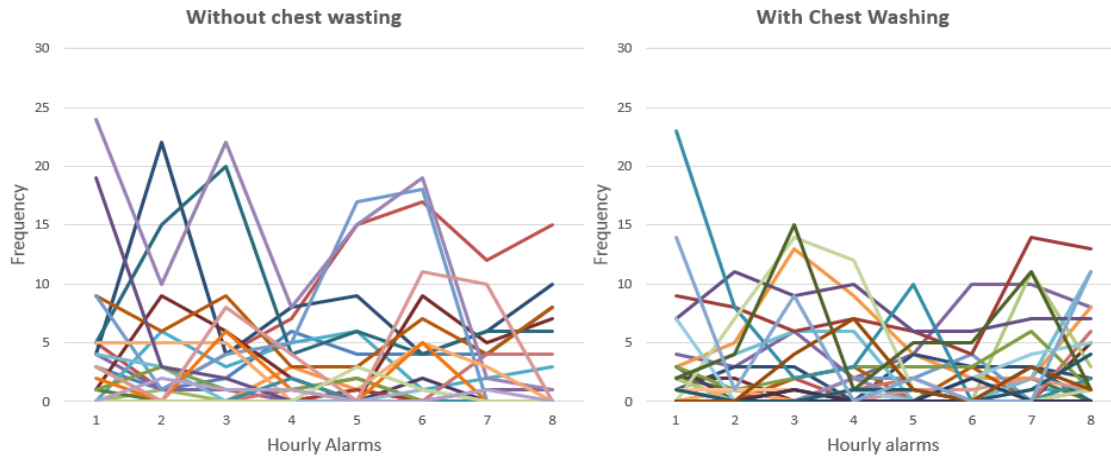 Without chest wasting
30
25
20
15
10
5
0
Frequency
1 2 3 4 5 6 7 8
Hourly Alarms
With Chest Washing
30
25
20
15
10
5
0
Frequency
1 2 3 4 5 6 7 8
Hourly alarms